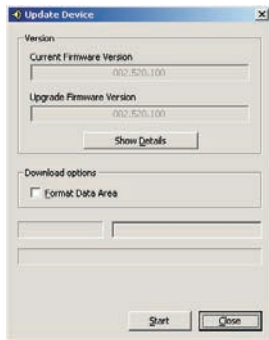 Update Device
Version
Current Firmware Version
002.520.100
Upgrade Firmware Version
002.520.100
Show Details
Download options
Format Data Area
Start
Close